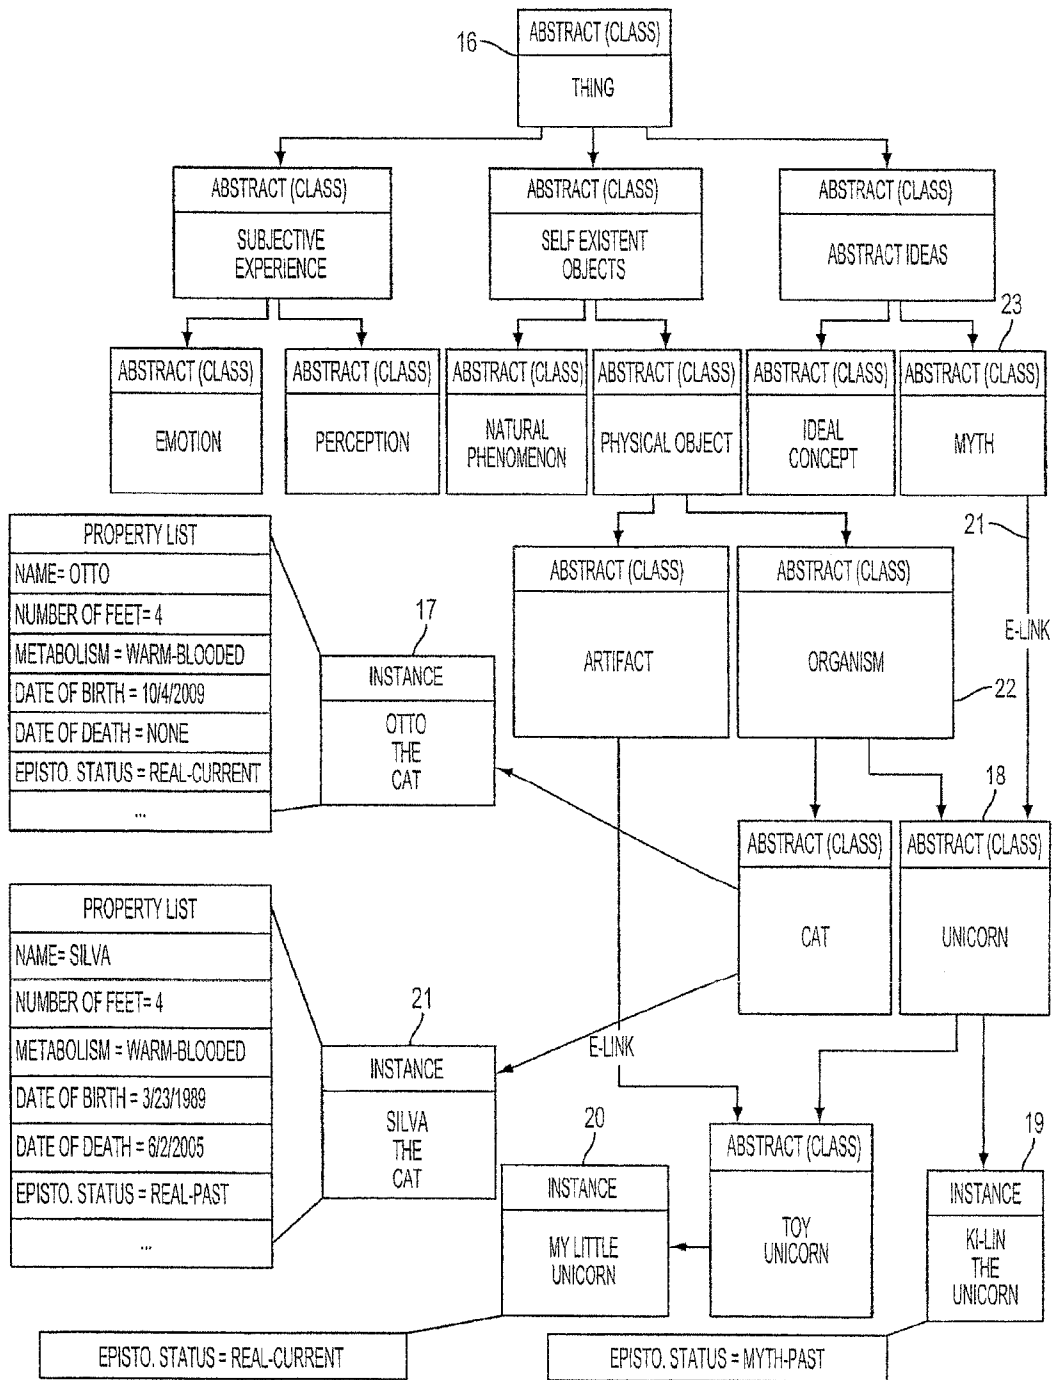 16
ABSTRACT (CLASS)
THING
ABSTRACT (CLASS)
SUBJECTIVE
EXPERIENCE
ABSTRACT (CLASS)
SELF EXISTENT
OBJECTS
ABSTRACT (CLASS)
ABSTRACT IDEAS
23
ABSTRACT (CLASS)
EMOTION
ABSTRACT (CLASS)
PERCEPTION
ABSTRACT (CLASS)
NATURAL
PHENOMENON
ABSTRACT (CLASS)
PHYSICAL OBJECT
ABSTRACT (CLASS)
IDEAL
CONCEPT
ABSTRACT (CLASS)
MYTH
21
E-LINK
PROPERTY LIST
NAME= OTTO
NUMBER OF FEET= 4
METABOLISM = WARM-BLOODED
DATE OF BIRTH = 10/4/2009
DATE OF DEATH = NONE
EPISTO. STATUS = REAL-CURRENT
...
17
INSTANCE
OTTO
THE
CAT
ABSTRACT (CLASS)
ARTIFACT
ABSTRACT (CLASS)
ORGANISM
22
18
ABSTRACT (CLASS)
CAT
ABSTRACT (CLASS)
UNICORN
PROPERTY LIST
NAME= SILVA
NUMBER OF FEET= 4
METABOLISM = WARM-BLOODED
DATE OF BIRTH = 3/23/1989
DATE OF DEATH = 6/2/2005
EPISTO. STATUS = REAL-PAST
...
21
INSTANCE
SILVA
THE
CAT
E-LINK
20
INSTANCE
MY LITTLE
UNICORN
ABSTRACT (CLASS)
TOY
UNICORN
19
INSTANCE
KI-LIN
THE
UNICORN
EPISTO. STATUS = REAL-CURRENT
EPISTO. STATUS = MYTH-PAST